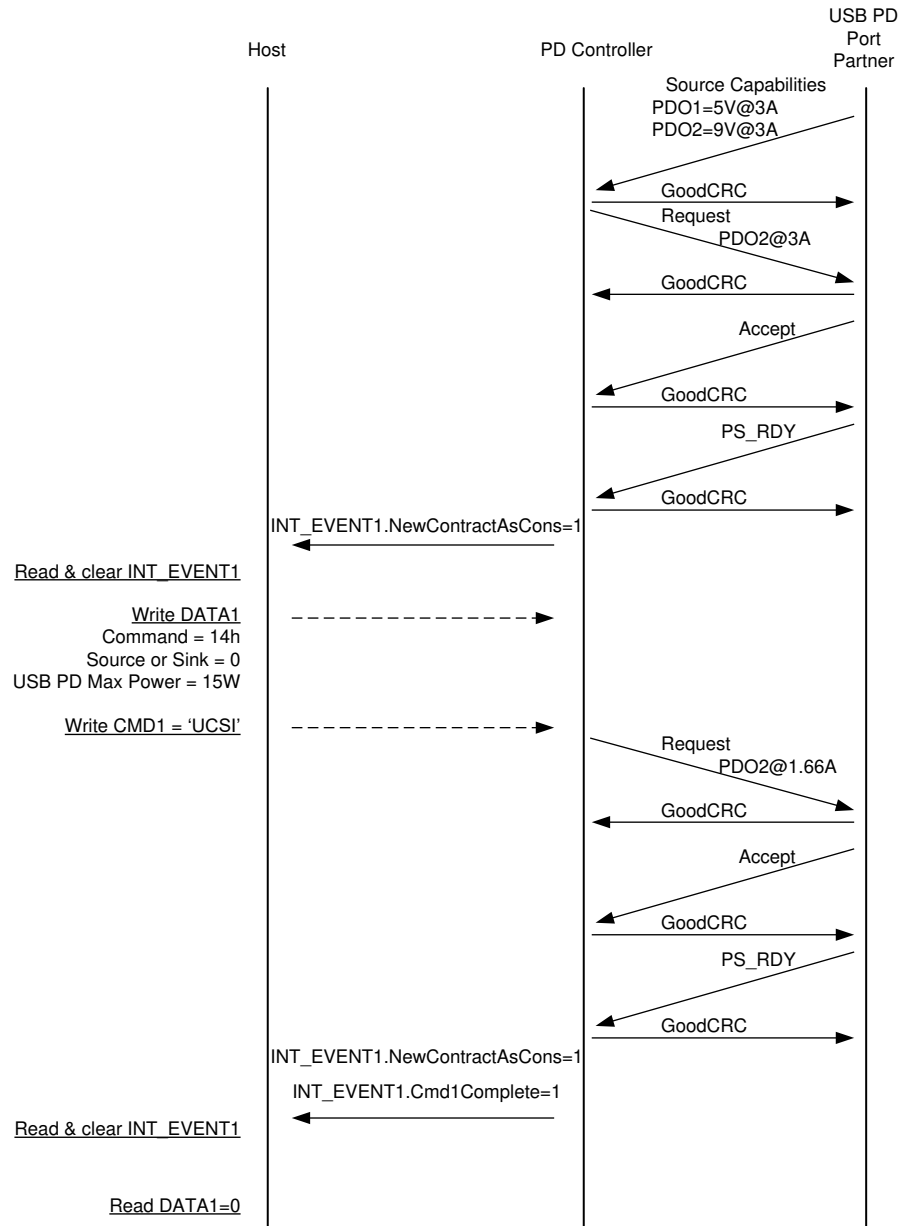 USB PD
Port
Partner
Host
PD Controller
Source Capabilities
PDO1=5V@3A
PDO2=9V@3A
GoodCRC
Request
PDO2@3A
GoodCRC
Accept
GoodCRC
PS_RDY
GoodCRC
INT_EVENT1.NewContractAsCons=1
Read & clear INT_EVENT1
Write DATA1
Command = 14h
Source or Sink = 0
USB PD Max Power = 15W
Write CMD1 = ‘UCSI’
Request
PDO2@1.66A
GoodCRC
Accept
GoodCRC
PS_RDY
GoodCRC
INT_EVENT1.NewContractAsCons=1
INT_EVENT1.Cmd1Complete=1
Read & clear INT_EVENT1
Read DATA1=0